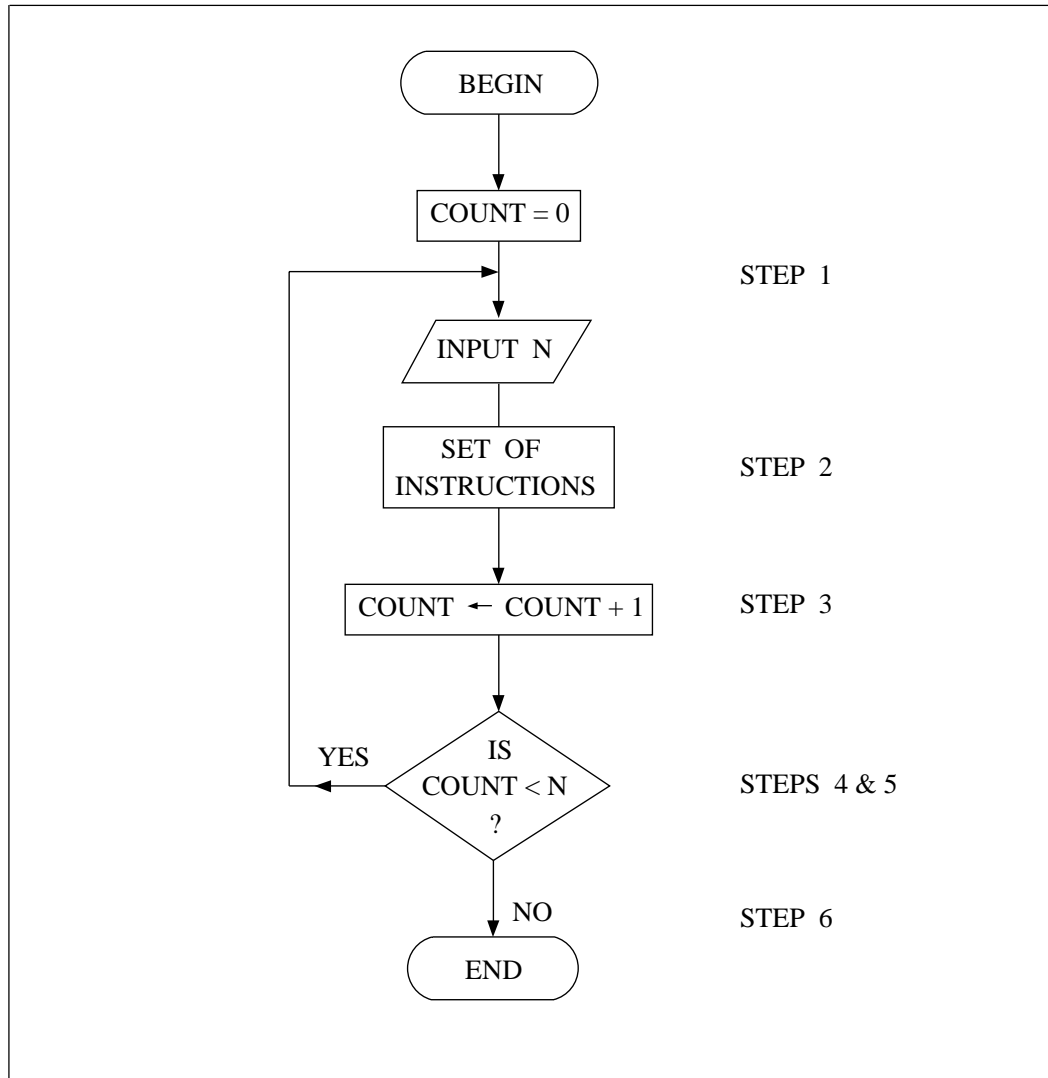 BEGIN
COUNT = 0
STEP 1
INPUT N
SET OF
INSTRUCTIONS
STEP 2
COUNT ← COUNT + 1
STEP 3
YES
IS
COUNT < N
?
STEPS 4 & 5
NO
STEP 6
END